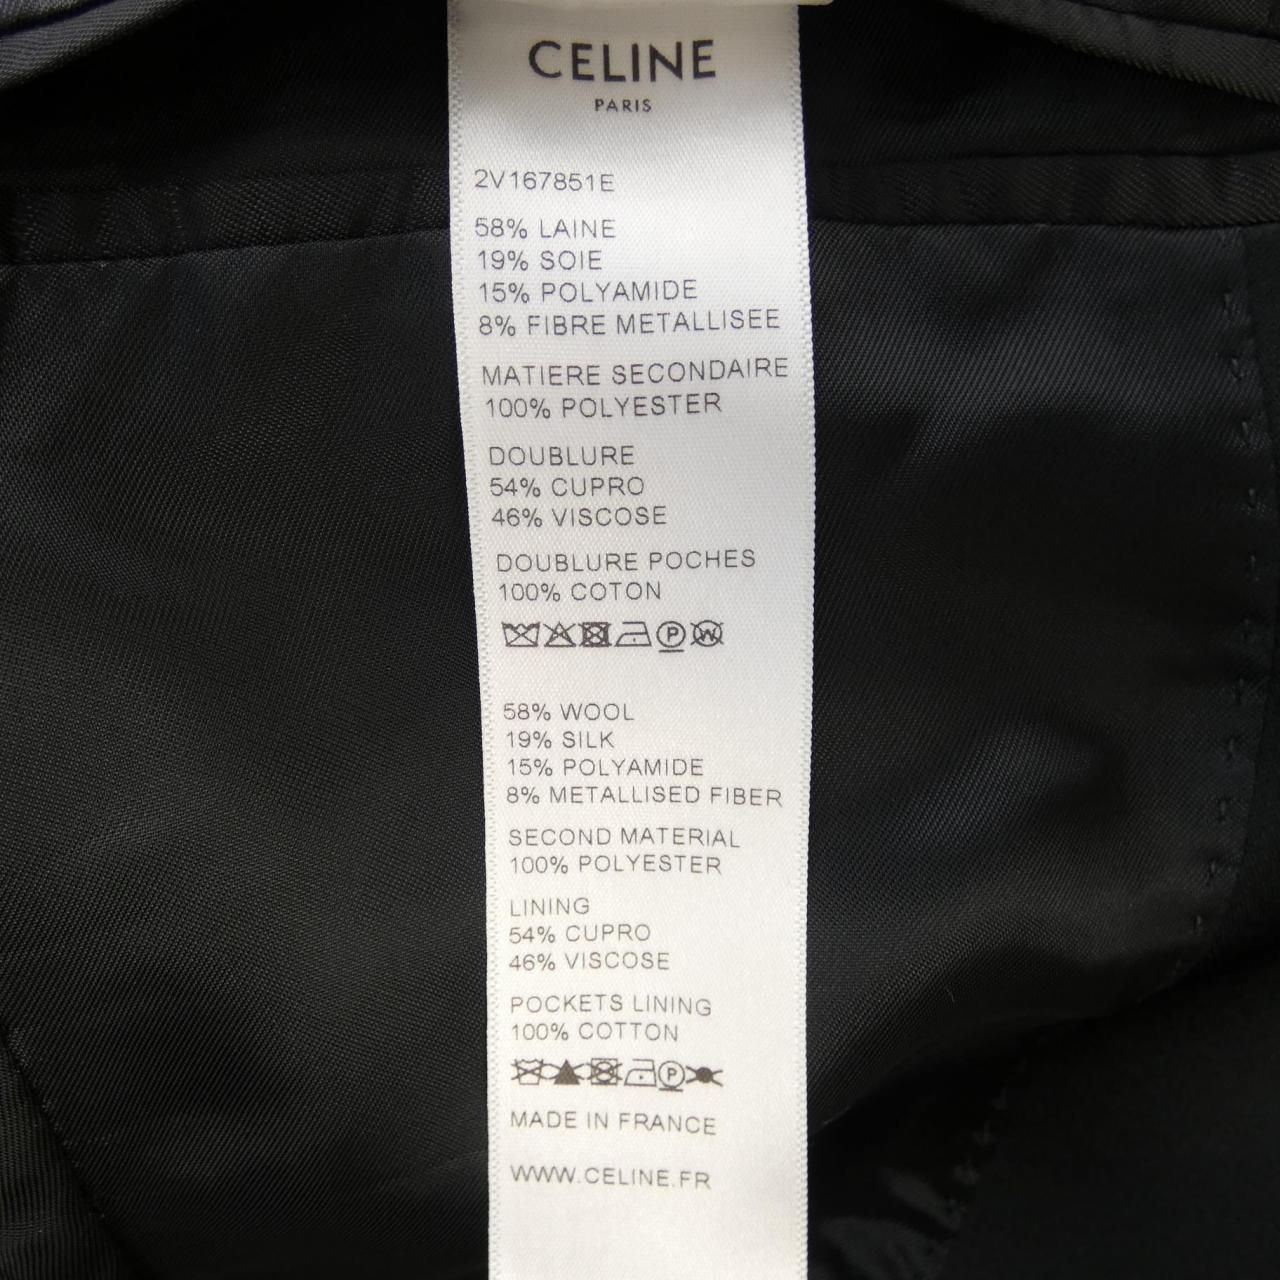 CELINE
PARIS
2V167851E
58% LAINE
19% SOIE
15% POLYAMIDE
8% FIBRE METALLISEE
MATIERE SECONDAIRE
100% POLYESTER
DOUBLURE
54% CUPRO
46% VISCOSE
DOUBLURE POCHES
100% COTON
P W
58% WOOL
19% SILK
15% POLYAMIDE
8% METALLISED FIBER
SECOND MATERIAL
100% POLYESTER
LINING
54% CUPRO
46% VISCOSE
POCKETS LINING
100% COTTON
P
MADE IN FRANCE
WWW.CELINE.FR